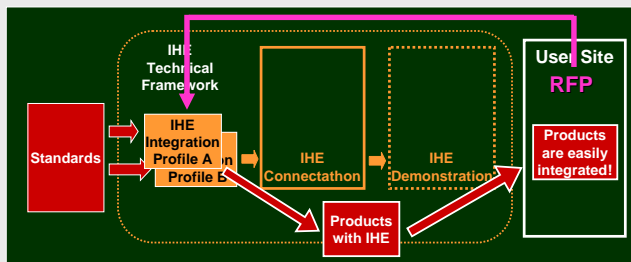 IHE
Technical
Framework
User Site
RFP
Standards
IHE
Integration
Profile A
on
Profile B
IHE
Connectathon
IHE
Demonstration
Products
are easily
integrated!
Products
with IHE